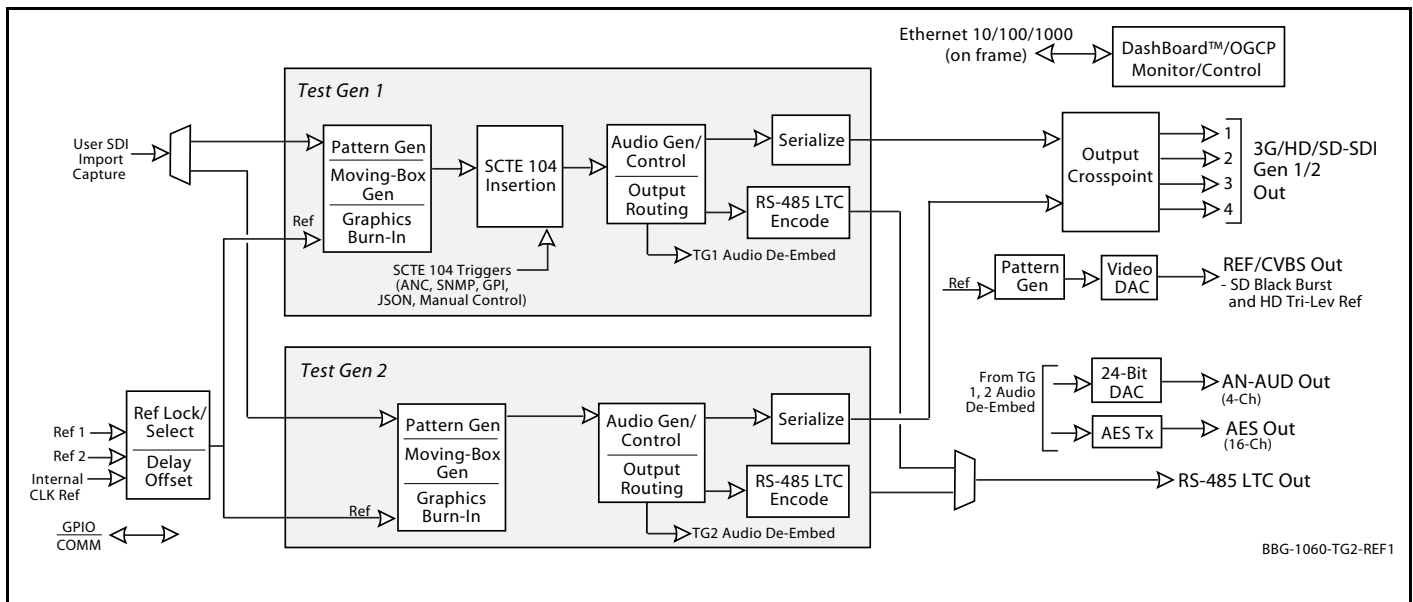 Ethernet 10/100/1000
(on frame)
DashBoard™/OGCP
Monitor/Control
Test Gen 1
User SDI
Import
Capture
Pattern Gen
Moving-Box
Gen
Graphics
Burn-In
Ref
SCTE 104
Insertion
SCTE 104 Triggers
(ANC, SNMP, GPI,
JSON, Manual Control)
Audio Gen/
Control
Output
Routing
Serialize
RS-485 LTC
Encode
TG1 Audio De-Embed
Output
Crosspoint
1
2
3
4
3G/HD/SD-SDI
Gen 1/2
Out
Ref
Pattern
Gen
Video
DAC
REF/CVBS Out
- SD Black Burst
and HD Tri-Lev Ref
Test Gen 2
Ref 1
Ref 2
Internal
CLK Ref
Ref Lock/
Select
Delay
Offset
GPIO
COMM
Pattern Gen
Moving-Box
Gen
Graphics
Burn-In
Ref
Audio Gen/
Control
Output
Routing
Serialize
RS-485 LTC
Encode
TG2 Audio De-Embed
From TG
1, 2 Audio
De-Embed
24-Bit
DAC
AN-AUD Out
(4-Ch)
AES Tx
AES Out
(16-Ch)
RS-485 LTC Out
BBG-1060-TG2-REF1